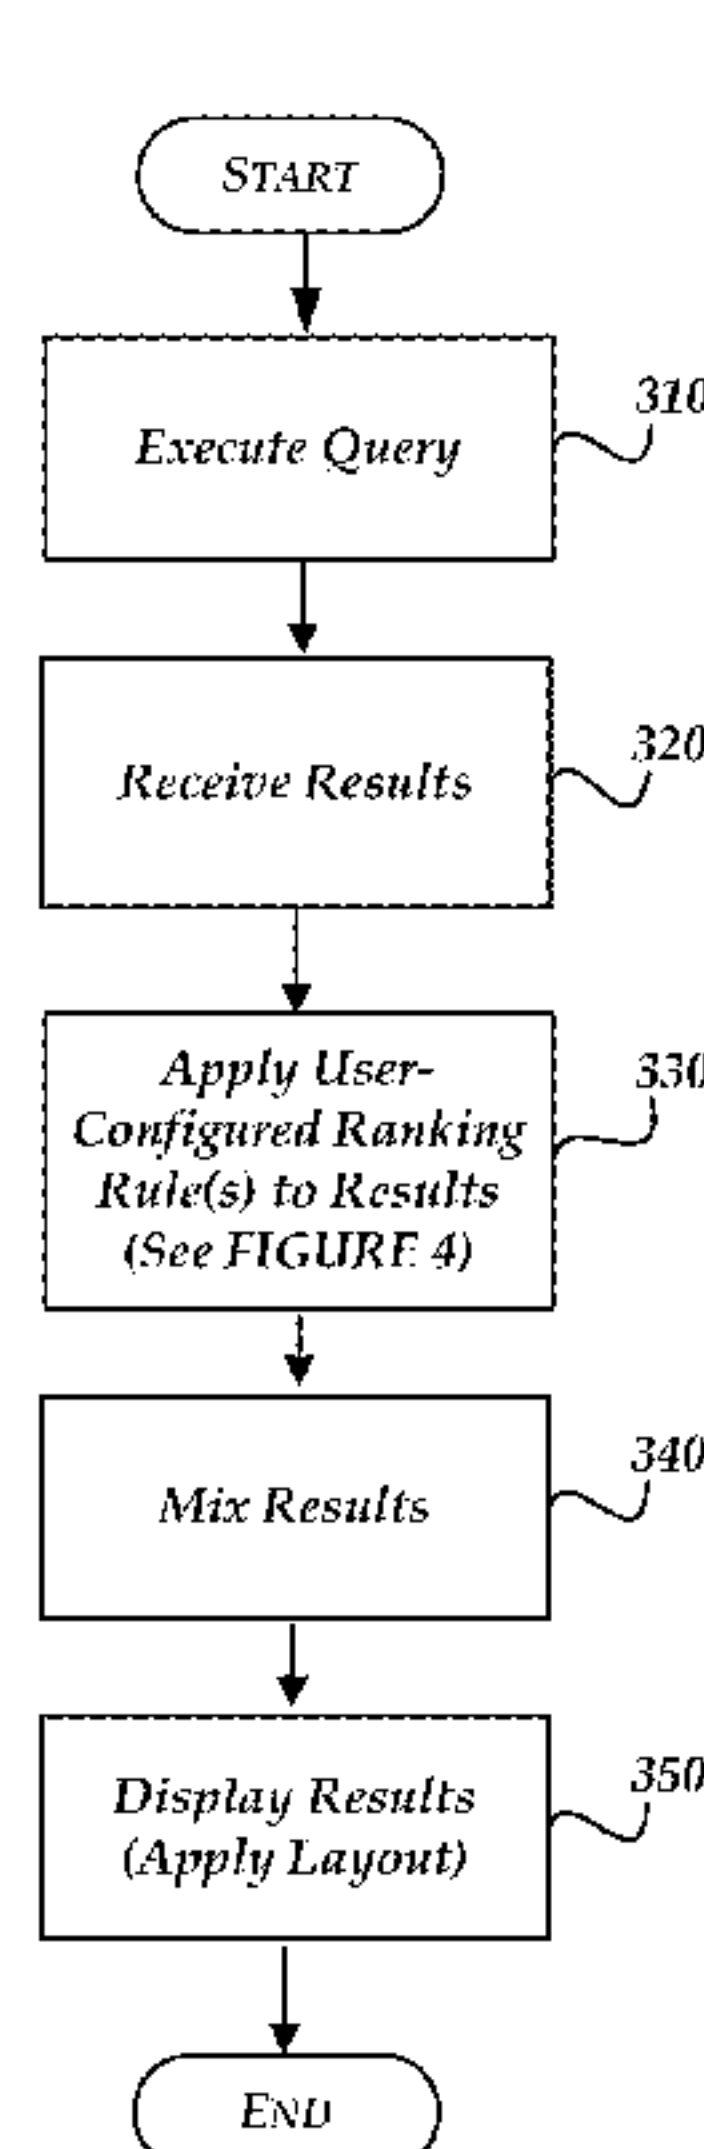 START
Execute Query
310
Receive Results
320
Apply User-
Configured Ranking
Rule(s) to Results
(See FIGURE 4)
330
Mix Results
340
Display Results
(Apply Layout)
350
END